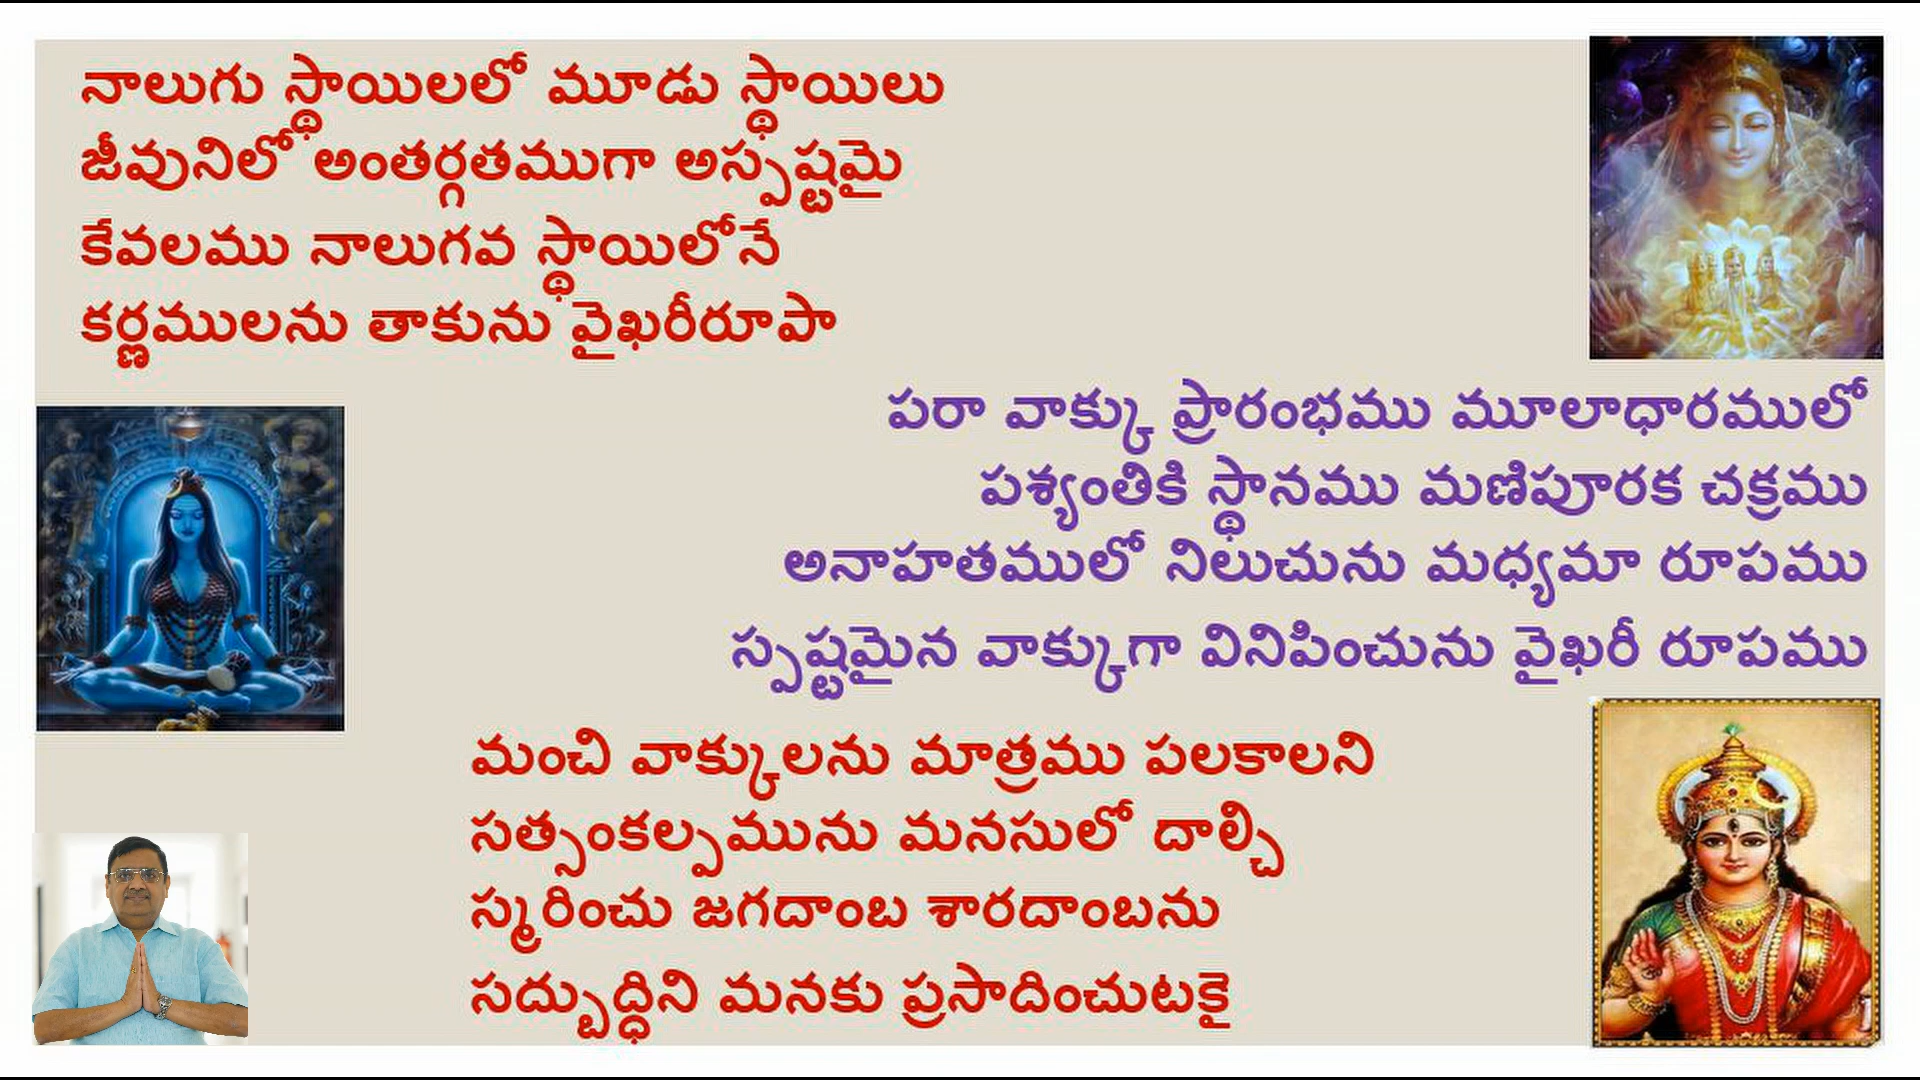 నాలుగు స్థాయిలలో మూడు స్థాయిలు
జీవునిలో అంతర్గతముగా అస్పష్టమై
కేవలము నాలుగవ స్థాయిలోనే
కర్ణములను తాకును వైఖరీరూపా
పరా వాక్కు ప్రారంభము మూలాధారములో
పశ్యంతికి స్థానము మణిపూరక చక్రము
అనాహతములో నిలుచును మధ్యమా రూపము
స్పష్టమైన వాక్కుగా వినిపించును వైఖరీ రూపము
మంచి వాక్కులను మాత్రము పలకాలని
సత్సంకల్పమును మనసులో దాల్చి
స్మరించు జగదాంబ శారదాంబను
సద్బుద్ధిని మనకు ప్రసాదించుటకై